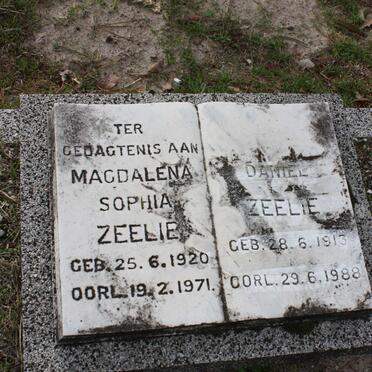 TER
GEDAGTENIS AAN
MAGDALENA
SOPHIA
ZEELIE
GEB. 25. 6. 1920
OORL. 19. 2. 1971.
DANIEL
ZEELIE
GEB. 28. 6. 1913
OORL. 29. 6. 1988